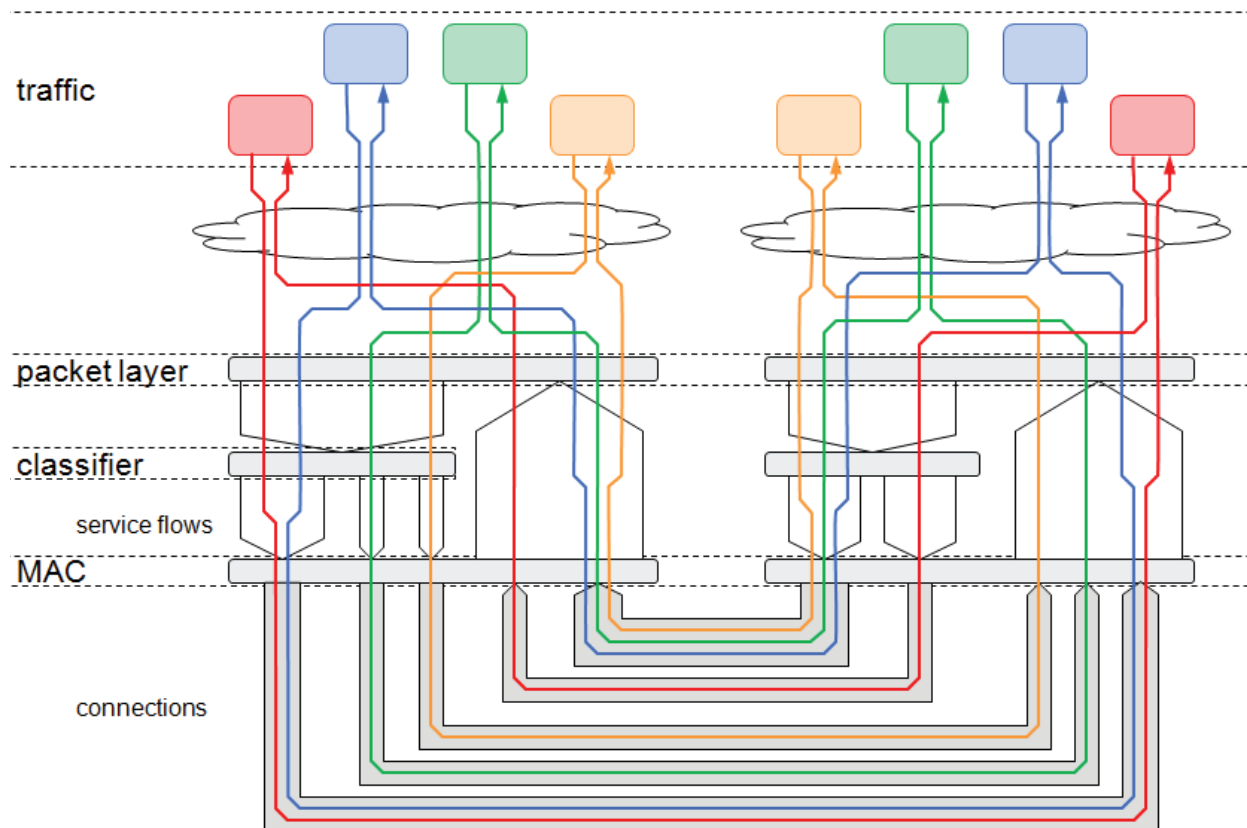 traffic
packet layer
classifier
service flows
MAC
connections